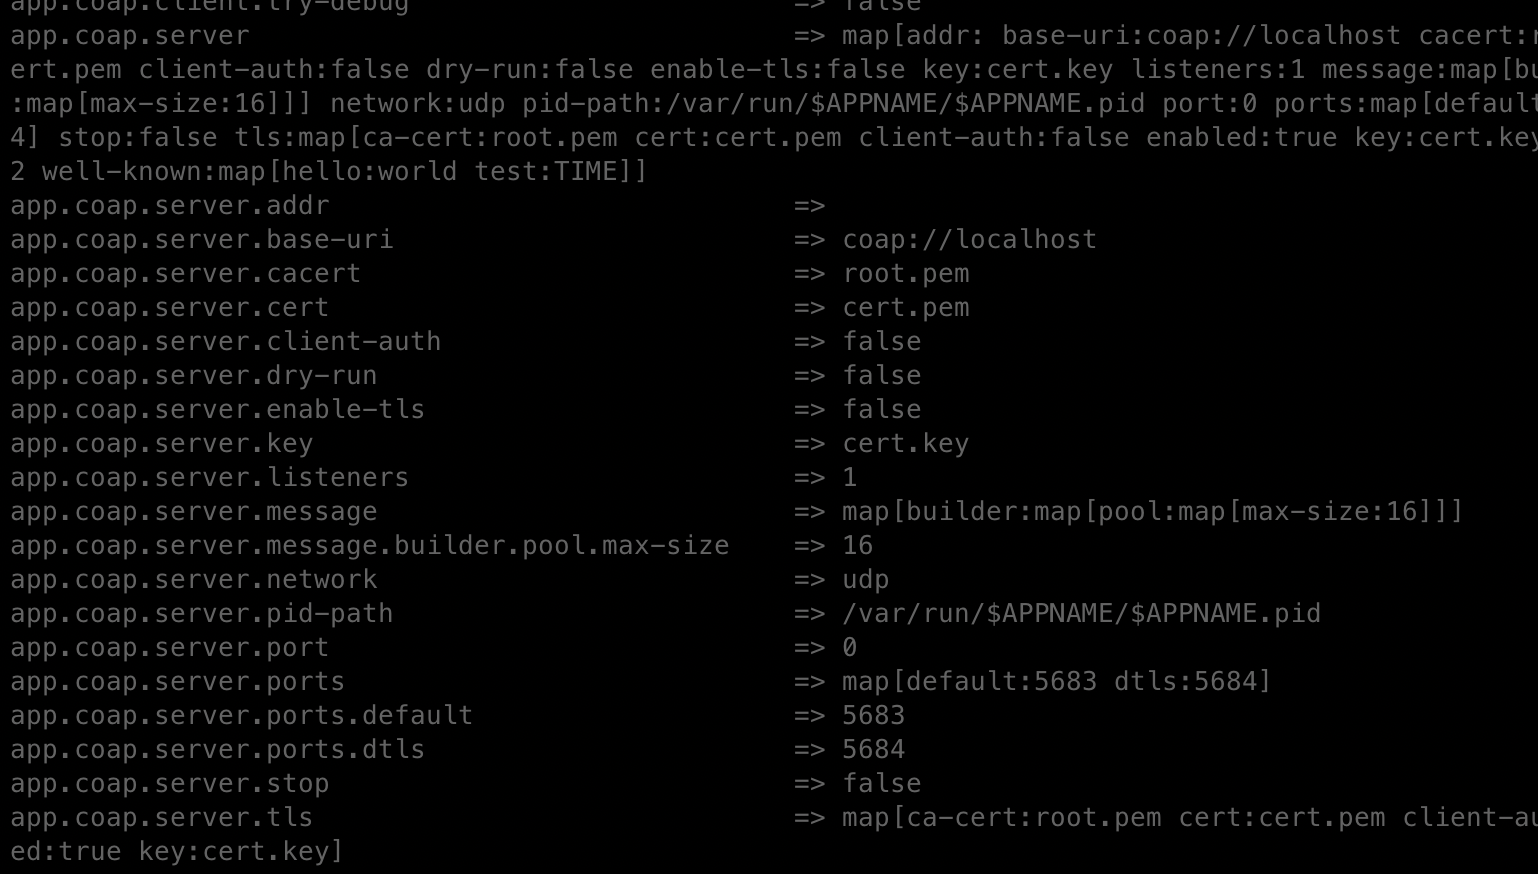 app.coap.client.try-debug => false
app.coap.server => map[addr: base-uri:coap://localhost cacert:r
ert.pem client-auth:false dry-run:false enable-tls:false key:cert.key listeners:1 message:map[bu
:map[max-size:16]]] network:udp pid-path:/var/run/$APPNAME/$APPNAME.pid port:0 ports:map[default
4] stop:false tls:map[ca-cert:root.pem cert:cert.pem client-auth:false enabled:true key:cert.key
2 well-known:map[hello:world test:TIME]]
app.coap.server.addr =>
app.coap.server.base-uri => coap://localhost
app.coap.server.cacert => root.pem
app.coap.server.cert => cert.pem
app.coap.server.client-auth => false
app.coap.server.dry-run => false
app.coap.server.enable-tls => false
app.coap.server.key => cert.key
app.coap.server.listeners => 1
app.coap.server.message => map[builder:map[pool:map[max-size:16]]]
app.coap.server.message.builder.pool.max-size => 16
app.coap.server.network => udp
app.coap.server.pid-path => /var/run/$APPNAME/$APPNAME.pid
app.coap.server.port => 0
app.coap.server.ports => map[default:5683 dtls:5684]
app.coap.server.ports.default => 5683
app.coap.server.ports.dtls => 5684
app.coap.server.stop => false
app.coap.server.tls => map[ca-cert:root.pem cert:cert.pem client-au
ed:true key:cert.key]